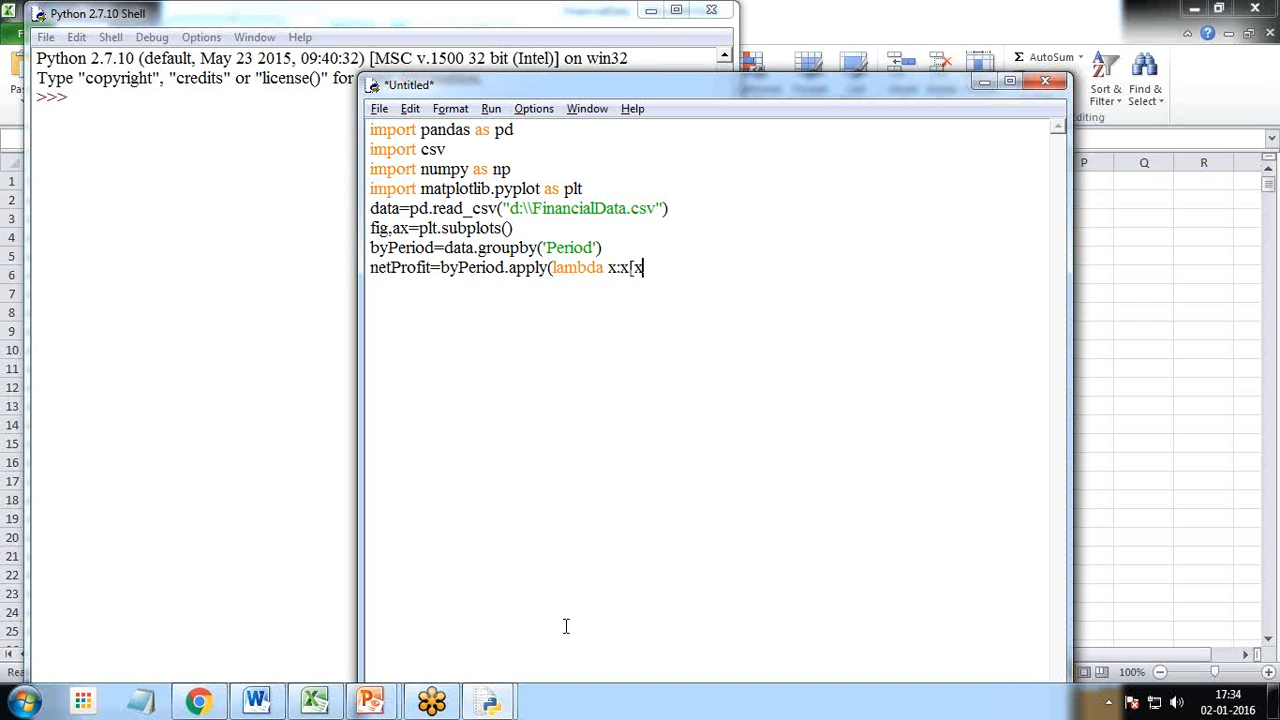 Python 2.7.10 Shell
File Edit Shell Debug Options Window Help
Python 2.7.10 (default, May 23 2015, 09:40:32) [MSC v.1500 32 bit (Intel)] on win32
Type "copyright", "credits" or "license()" for
>>>
*Untitled*
File Edit Format Run Options Window Help
import pandas as pd
import csv
import numpy as np
import matplotlib.pyplot as plt
data=pd.read_csv("d:\\FinancialData.csv")
fig,ax=plt.subplots()
byPeriod=data.groupby('Period')
netProfit=byPeriod.apply(lambda x:x[x
Σ AutoSum
Sort & Filter
Find & Select
P Q R
1
2
3
4
5
6
7
8
9
10
11
12
13
14
15
16
17
18
19
20
21
22
23
24
25
100%
17:34
02-01-2016